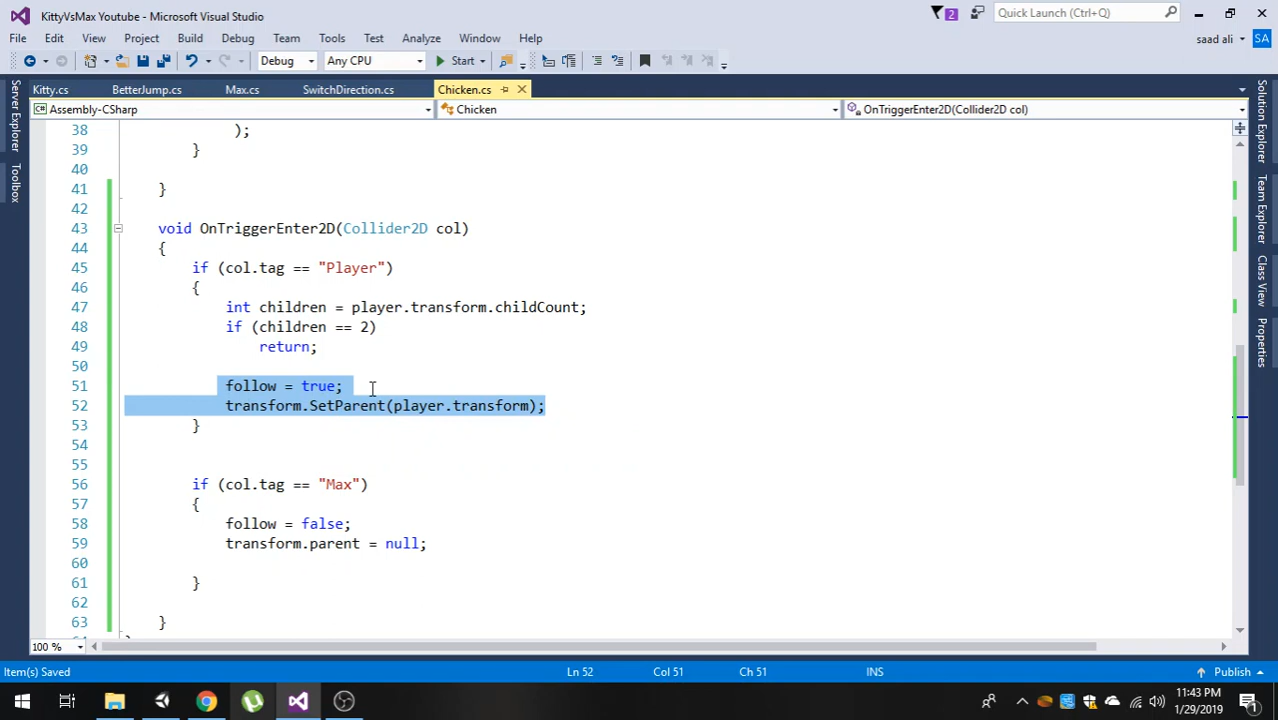 KittyVsMax Youtube - Microsoft Visual Studio
2
Quick Launch (Ctrl+Q)
File Edit View Project Build Debug Team Tools Test Analyze Window Help
saad ali SA
Debug Any CPU Start
Kitty.cs BetterJump.cs Max.cs SwitchDirection.cs Chicken.cs
C# Assembly-CSharp Chicken OnTriggerEnter2D(Collider2D col)
Server Explorer
Toolbox
Solution Explorer
Team Explorer
Class View
Properties
38 );
39 }
40
41 }
42
43 void OnTriggerEnter2D(Collider2D col)
44 {
45 if (col.tag == "Player")
46 {
47 int children = player.transform.childCount;
48 if (children == 2)
49 return;
50
51 follow = true;
52 transform.SetParent(player.transform);
53 }
54
55
56 if (col.tag == "Max")
57 {
58 follow = false;
59 transform.parent = null;
60
61 }
62
63 }
100 %
Item(s) Saved Ln 52 Col 51 Ch 51 INS Publish
11:43 PM
1/29/2019